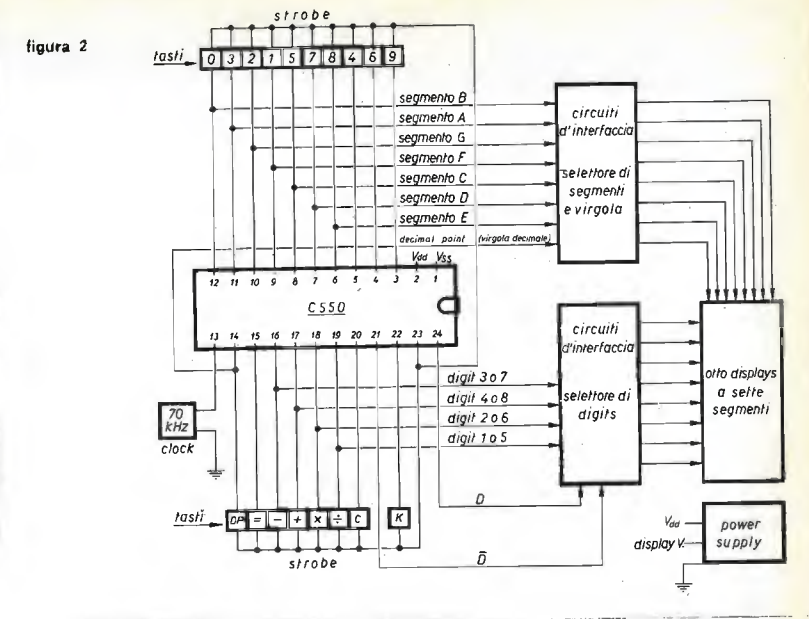 figura 2
strobe
tasti
0 3 2 1 5 7 8 4 6 9
segmento B
segmento A
segmento G
segmento F
segmento C
segmento D
segmento E
decimal point (virgola decimale)
Vdd Vss
circuiti
d'interfaccia
selettore di
segmenti
e virgola
12 11 10 9 8 7 6 5 4 3 2 1
C550
13 14 15 16 17 18 19 20 21 22 23 24
circuiti
d'interfaccia
selettore di
digits
otto displays
a sette
segmenti
digit 3 o 7
digit 4 o 8
digit 2 o 6
digit 1 o 5
70
kHz
clock
D
D̅
tasti
DP = − + × ÷ C K
strobe
Vdd
display V.
power
supply